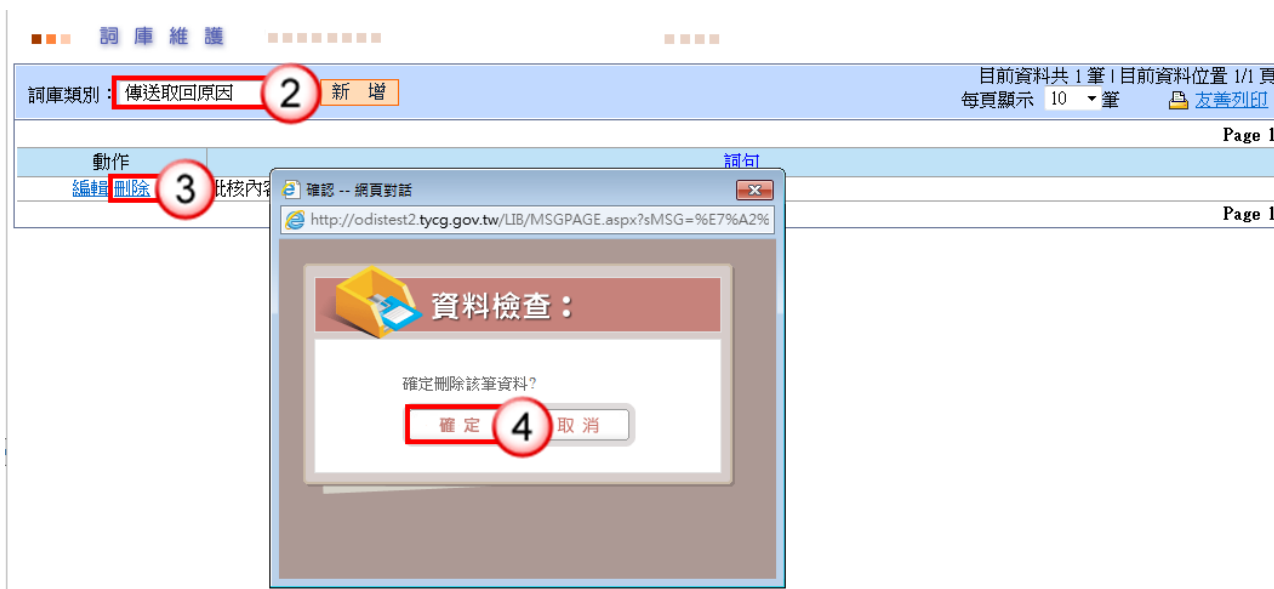 詞庫維護
目前資料共 1 筆 | 目前資料位置 1/1 頁
詞庫類別：傳送取回原因 2 新 增
每頁顯示 10 筆 友善列印
Page 1
動作 詞句
編輯 刪除 3 批核內容
Page 1
確認 -- 網頁對話
http://odistest2.tycg.gov.tw/LIB/MSGPAGE.aspx?sMSG=%E7%A2%
資料檢查：
確定刪除該筆資料?
確 定 4 取 消